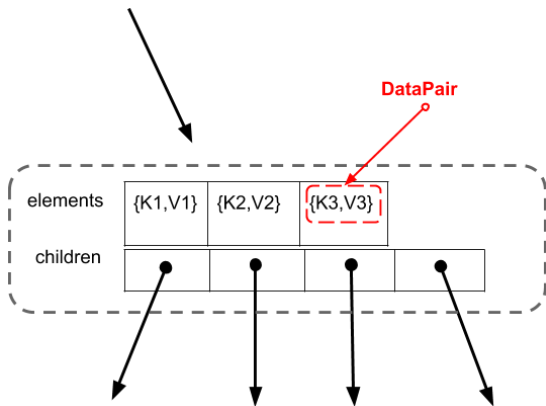 DataPair
elements {K1,V1} {K2,V2} {K3,V3}
children